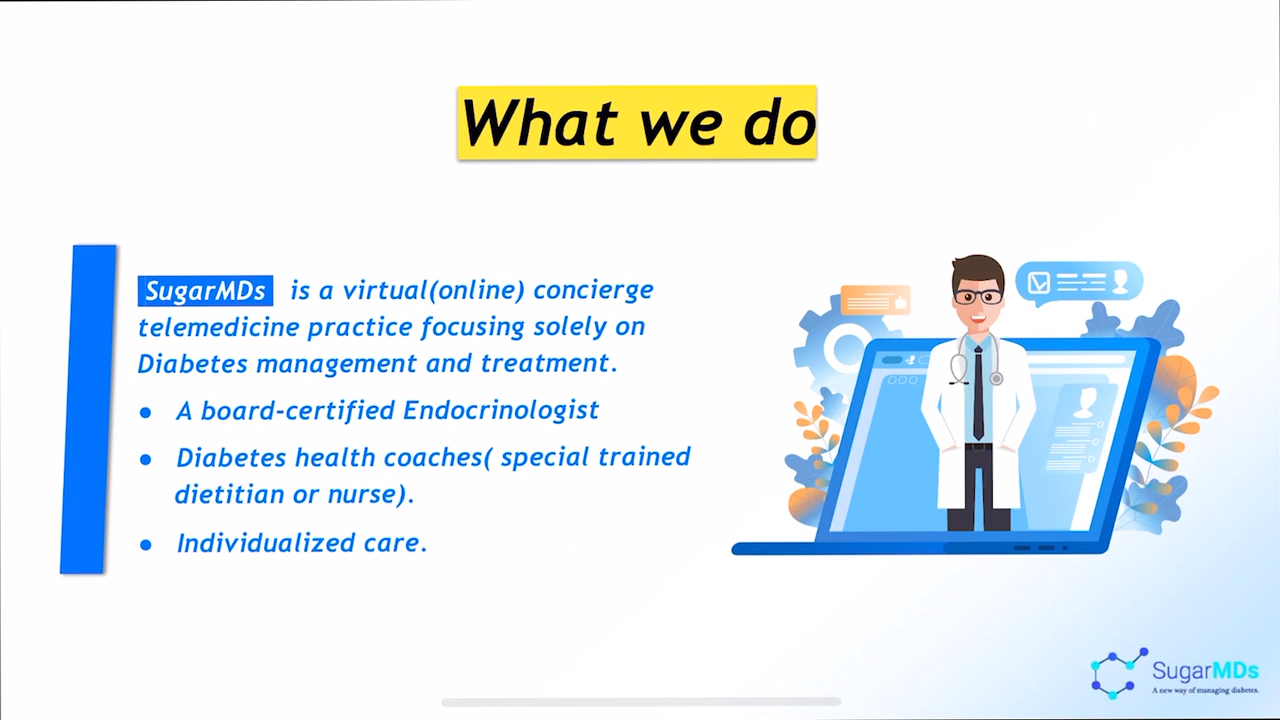 What we do
SugarMDs is a virtual(online) concierge
telemedicine practice focusing solely on
Diabetes management and treatment.
• A board-certified Endocrinologist
• Diabetes health coaches( special trained
dietitian or nurse).
• Individualized care.
SugarMDs
A new way of managing diabetes.